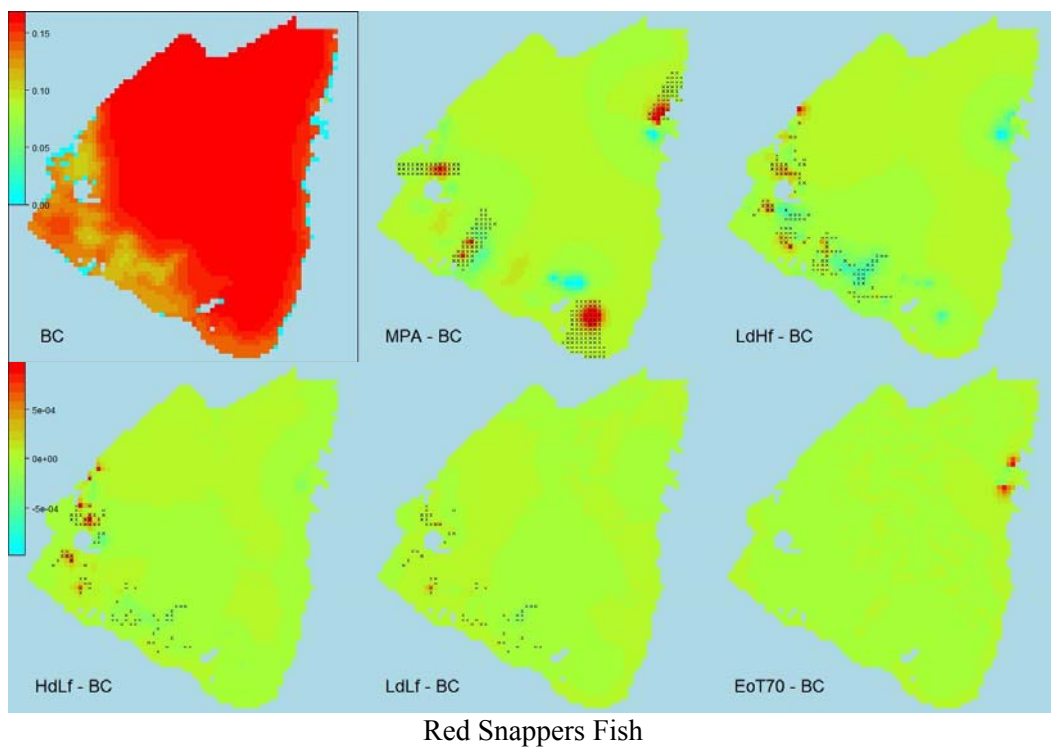 0.15
0.10
0.05
0.00
BC
MPA - BC
LdHf - BC
5e-04
0e+00
-5e-04
HdLf - BC
LdLf - BC
EoT70 - BC
Red Snappers Fish